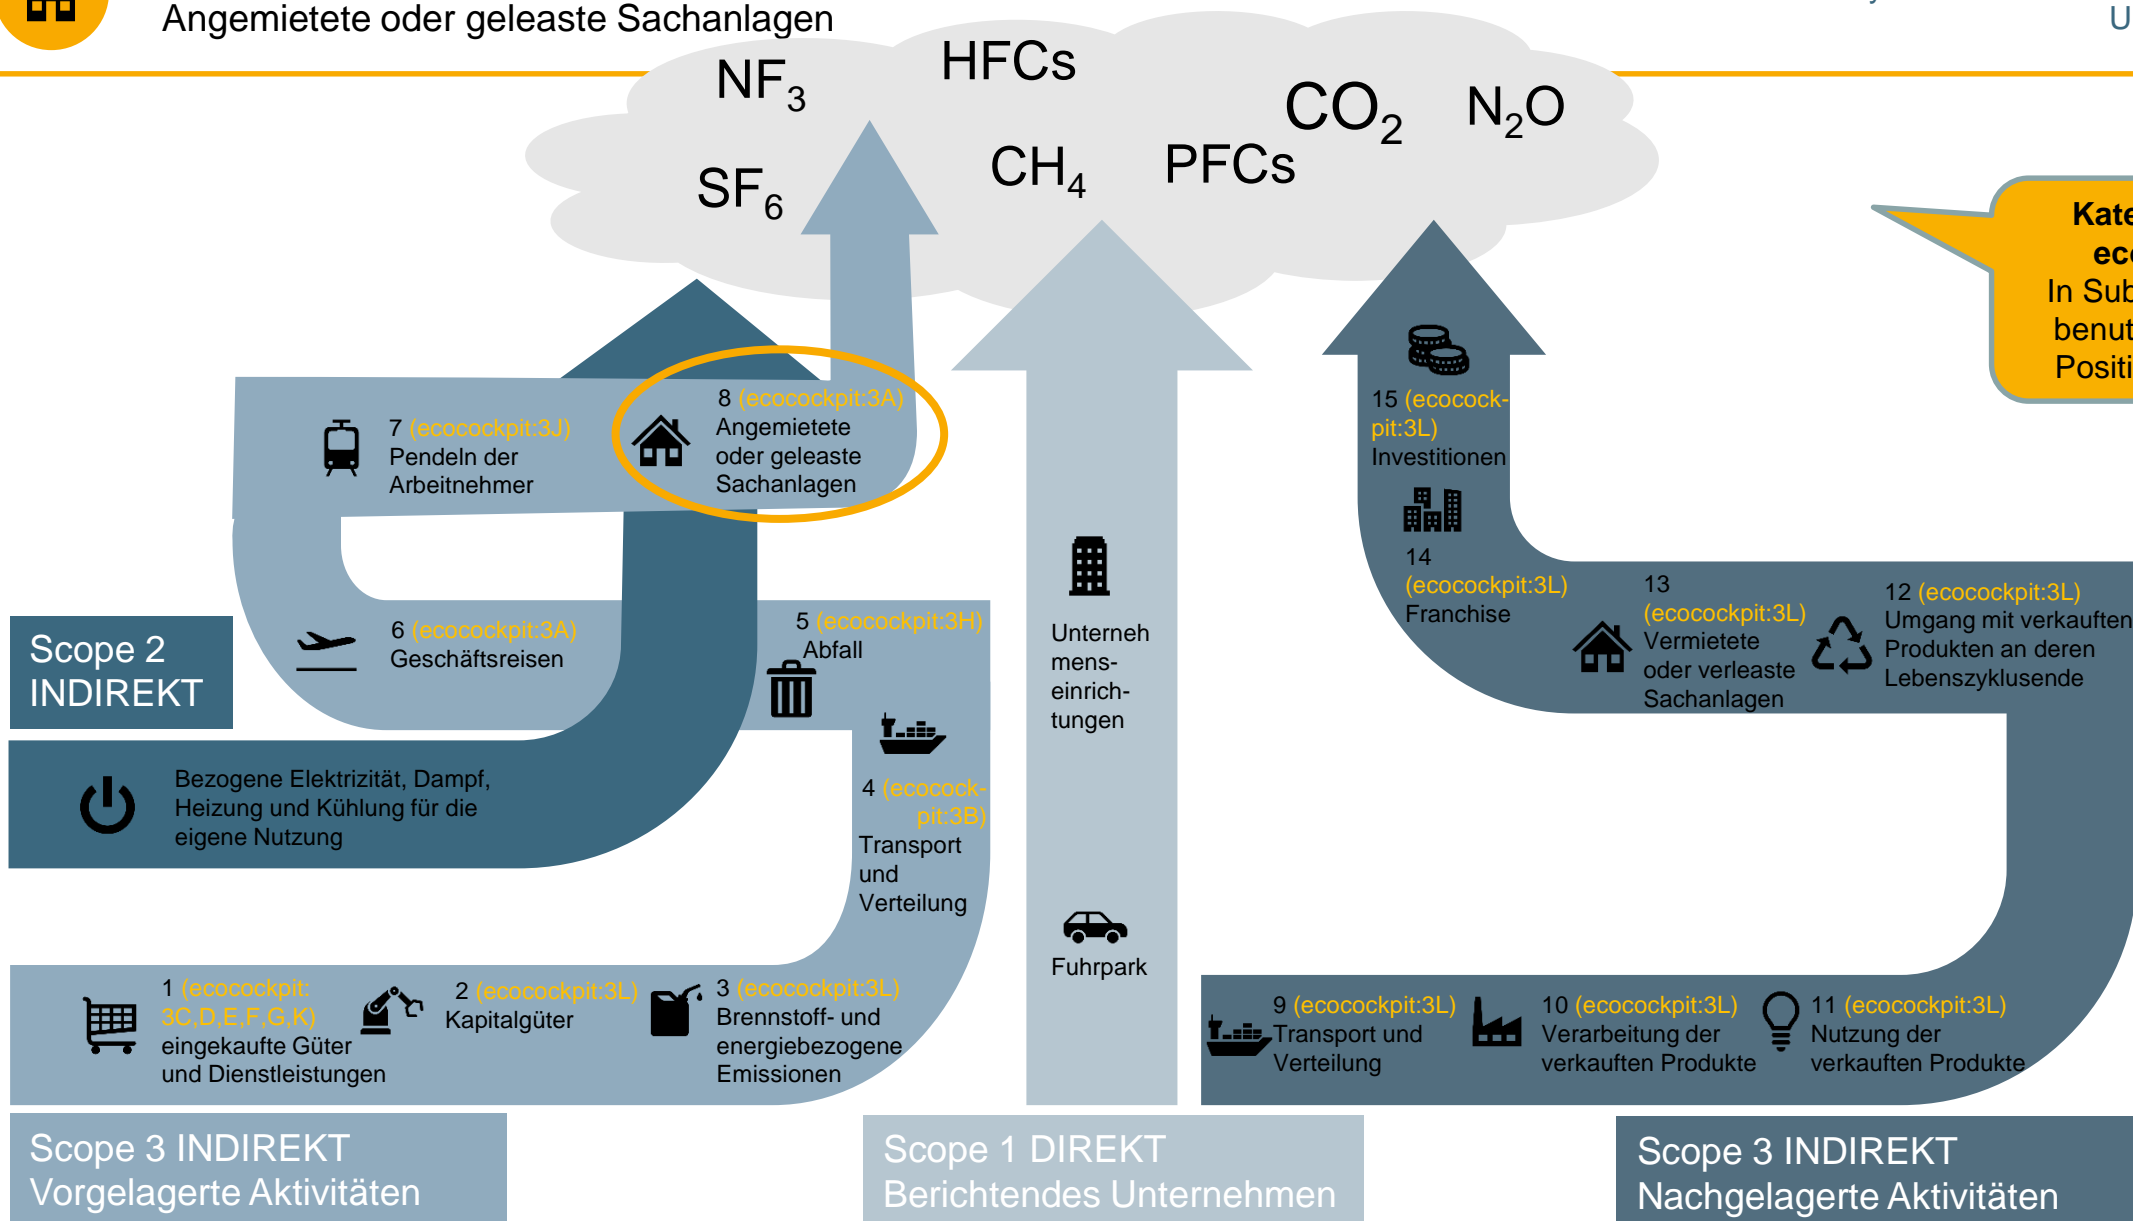 Angemietete oder geleaste Sachanlagen
NF3
HFCs
CO2
N2O
SF6
CH4
PFCs
In
8 (ecocockpit:3A)
Angemietete
oder geleaste
Sachanlagen
7 (ecocockpit:3J)
Pendeln der
Arbeitnehmer
15 (ecocock-
pit:3L)
Investitionen
14
(ecocockpit:3L)
Franchise
13
(ecocockpit:3L)
Vermietete
oder verleaste
Sachanlagen
12 (ecocockpit:3L)
Umgang mit verkauften
Produkten an deren
Lebenszyklusende
6 (ecocockpit:3A)
Geschäftsreisen
5 (ecocockpit:3H)
Abfall
Unterneh
mens-
einrich-
tungen
Scope 2
INDIREKT
Bezogene Elektrizität, Dampf,
Heizung und Kühlung für die
eigene Nutzung
4 (ecocock-
pit:3B)
Transport
und
Verteilung
Fuhrpark
1 (ecocockpit:
3C,D,E,F,G,K)
eingekaufte Güter
und Dienstleistungen
2 (ecocockpit:3L)
Kapitalgüter
3 (ecocockpit:3L)
Brennstoff- und
energiebezogene
Emissionen
9 (ecocockpit:3L)
Transport und
Verteilung
10 (ecocockpit:3L)
Verarbeitung der
verkauften Produkte
11 (ecocockpit:3L)
Nutzung der
verkauften Produkte
Scope 3 INDIREKT
Vorgelagerte Aktivitäten
Scope 1 DIREKT
Berichtendes Unternehmen
Scope 3 INDIREKT
Nachgelagerte Aktivitäten